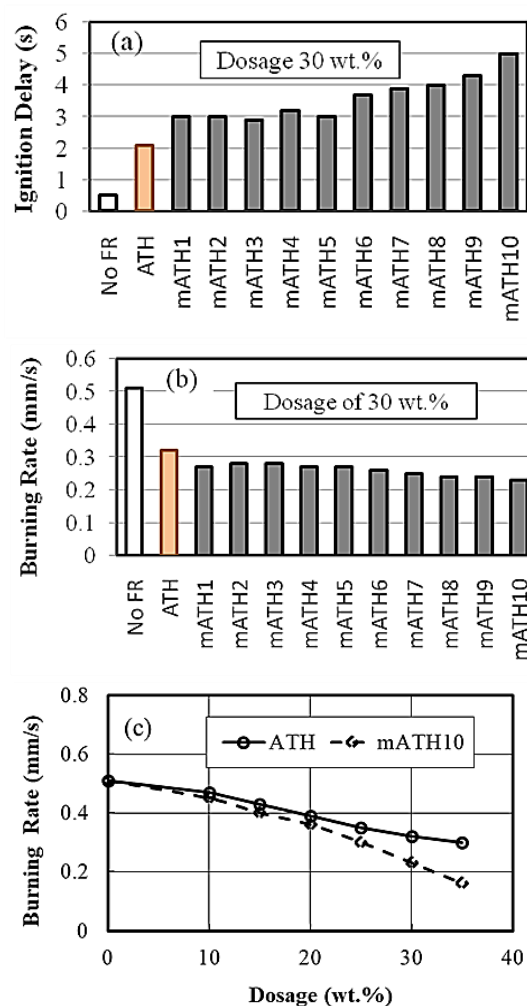 (a)
Dosage 30 wt.%
Ignition Delay (s)
6
5
4
3
2
1
0
No FR
ATH
mATH1
mATH2
mATH3
mATH4
mATH5
mATH6
mATH7
mATH8
mATH9
mATH10
(b)
Dosage of 30 wt.%
Burning Rate (mm/s)
0.6
0.5
0.4
0.3
0.2
0.1
0
No FR
ATH
mATH1
mATH2
mATH3
mATH4
mATH5
mATH6
mATH7
mATH8
mATH9
mATH10
(c)
ATH mATH10
Burning Rate (mm/s)
0.8
0.6
0.4
0.2
0
0 10 20 30 40
Dosage (wt.%)